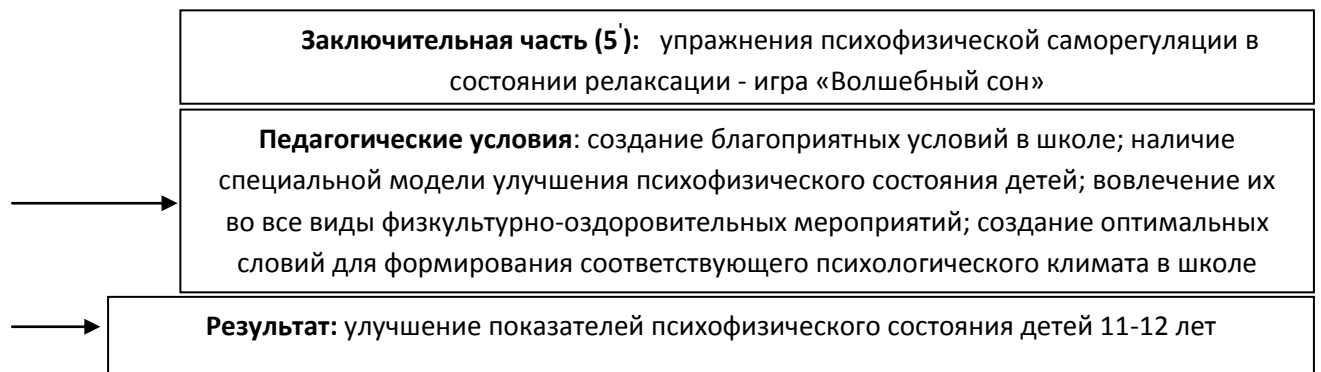 Заключительная часть (5'): упражнения психофизической саморегуляции в
состоянии релаксации - игра «Волшебный сон»
Педагогические условия: создание благоприятных условий в школе; наличие
специальной модели улучшения психофизического состояния детей; вовлечение их
во все виды физкультурно-оздоровительных мероприятий; создание оптимальных
словий для формирования соответствующего психологического климата в школе
Результат: улучшение показателей психофизического состояния детей 11-12 лет